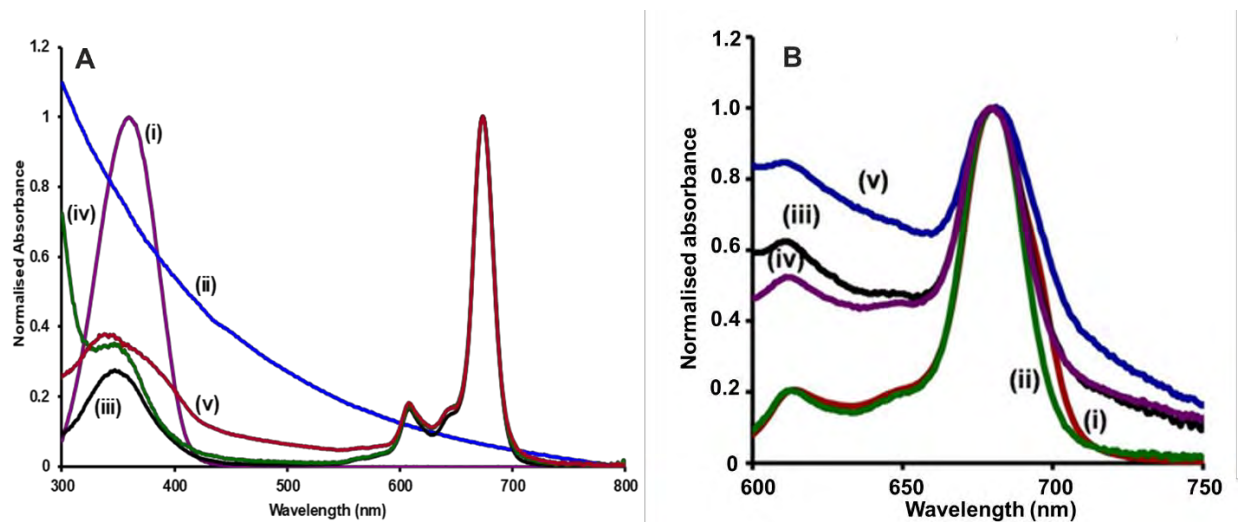 A
1.2
1
0.8
0.6
0.4
0.2
0
300 400 500 600 700 800
Normalised Absorbance
Wavelength (nm)
(i)
(iv)
(ii)
(iii)
(v)
B
1.2
1.0
0.8
0.6
0.4
0.2
0
600 650 700 750
Normalised absorbance
Wavelength (nm)
(v)
(iii)
(iv)
(ii)
(i)